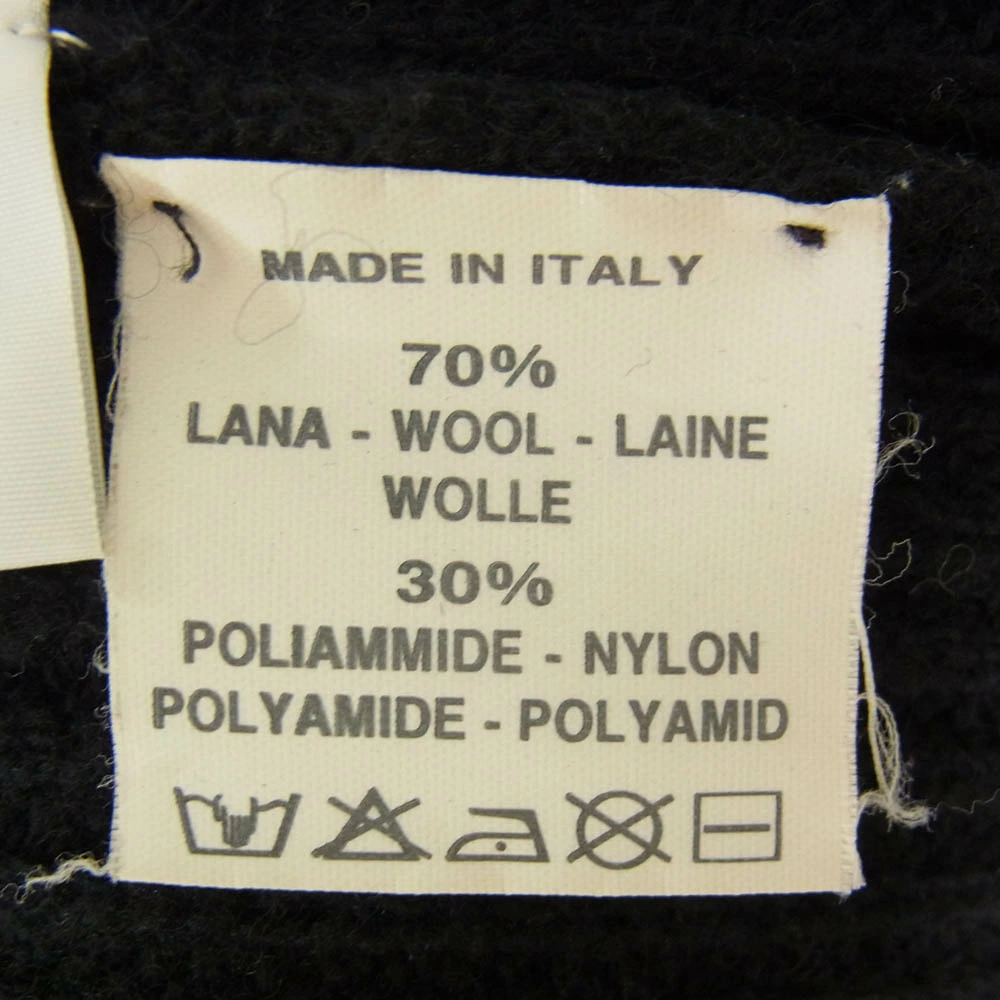 MADE IN ITALY
70%
LANA - WOOL - LAINE
WOLLE
30%
POLIAMMIDE - NYLON
POLYAMIDE - POLYAMID